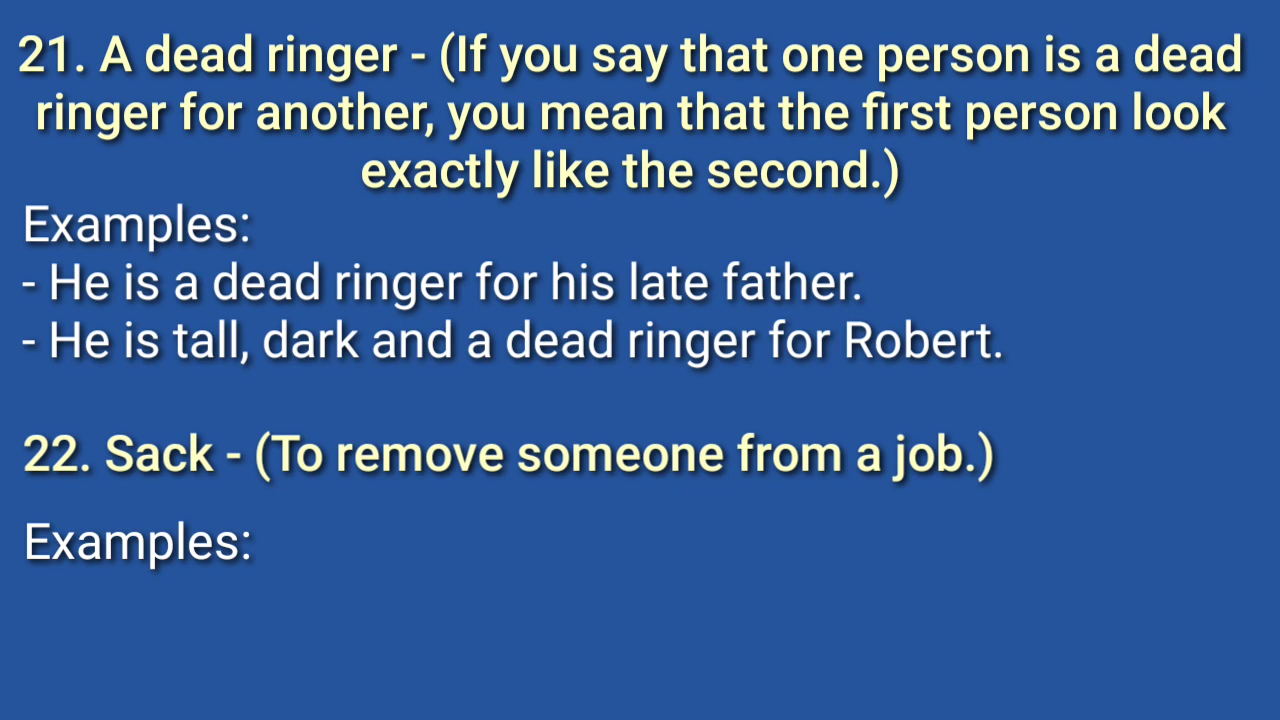 21. A dead ringer - (If you say that one person is a dead
ringer for another, you mean that the first person look
exactly like the second.)
Examples:
- He is a dead ringer for his late father.
- He is tall, dark and a dead ringer for Robert.
22. Sack - (To remove someone from a job.)
Examples: